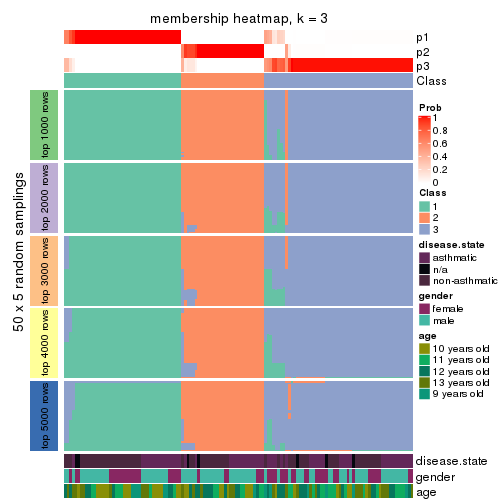 membership heatmap, k = 3
p1
p2
p3
Class
50 x 5 random samplings
top 1000 rows
top 2000 rows
top 3000 rows
top 4000 rows
top 5000 rows
disease.state
gender
age
Prob
1
0.8
0.6
0.4
0.2
0
Class
1
2
3
disease.state
asthmatic
n/a
non-asthmatic
gender
female
male
age
10 years old
11 years old
12 years old
13 years old
9 years old